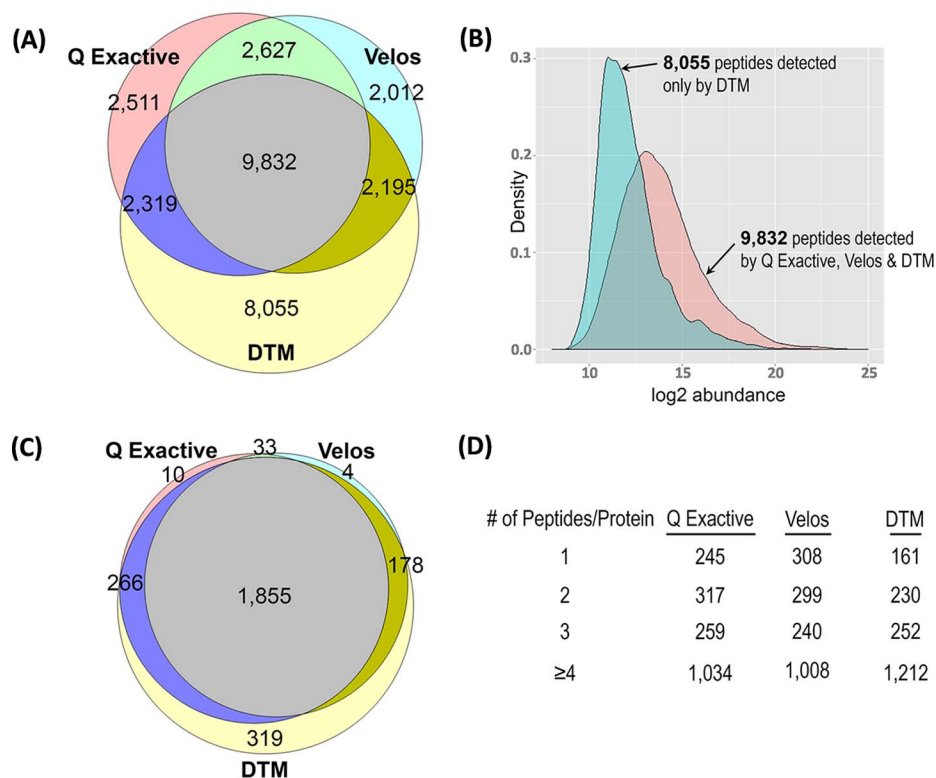 (A)
Q Exactive
Velos
2,627
2,511
2,012
9,832
2,319
2,195
8,055
DTM
(B)
0.3
0.2
0.1
0.0
Density
8,055 peptides detected
only by DTM
9,832 peptides detected
by Q Exactive, Velos & DTM
10
15
20
25
log2 abundance
(C)
Q Exactive
33
Velos
10
4
266
178
1,855
319
DTM
(D)
# of Peptides/Protein Q Exactive Velos DTM
1 245 308 161
2 317 299 230
3 259 240 252
≥4 1,034 1,008 1,212